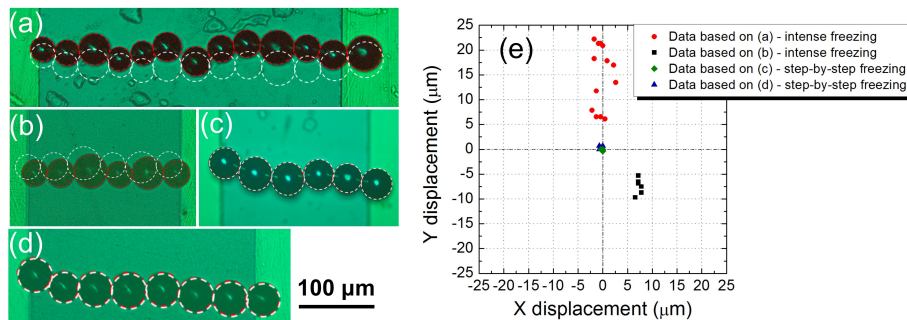 (a)
(b)
(c)
(d)
100 µm
(e)
Data based on (a) - intense freezing
Data based on (b) - intense freezing
Data based on (c) - step-by-step freezing
Data based on (d) - step-by-step freezing
Y displacement (µm)
25
20
15
10
5
0
-5
-10
-15
-20
-25
-25 -20 -15 -10 -5 0 5 10 15 20 25
X displacement (µm)